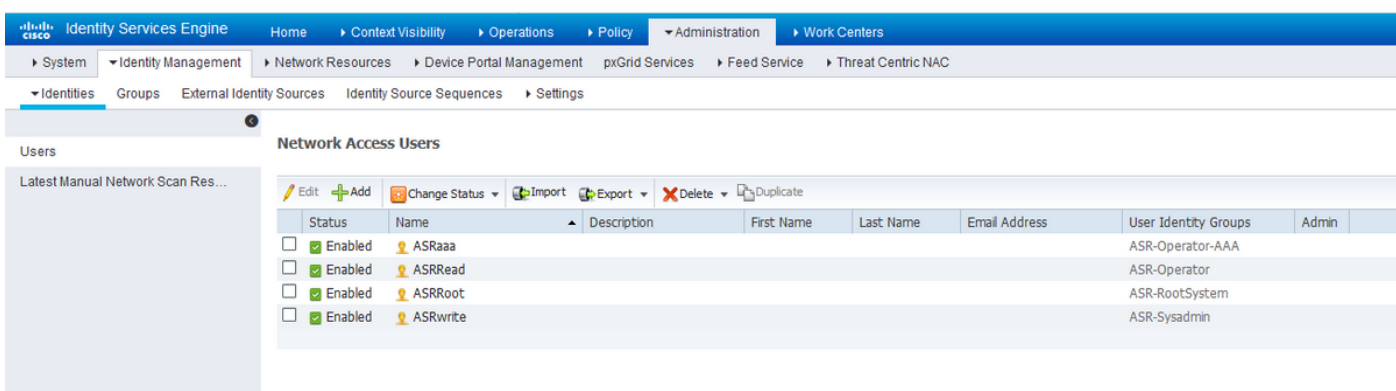 cisco Identity Services Engine Home Context Visibility Operations Policy Administration Work Centers
System Identity Management Network Resources Device Portal Management pxGrid Services Feed Service Threat Centric NAC
Identities Groups External Identity Sources Identity Source Sequences Settings
Users
Latest Manual Network Scan Res...
Network Access Users
Edit Add Change Status Import Export Delete Duplicate
Status Name Description First Name Last Name Email Address User Identity Groups Admin
Enabled ASRaaa ASR-Operator-AAA
Enabled ASRRead ASR-Operator
Enabled ASRRoot ASR-RootSystem
Enabled ASRwrite ASR-Sysadmin